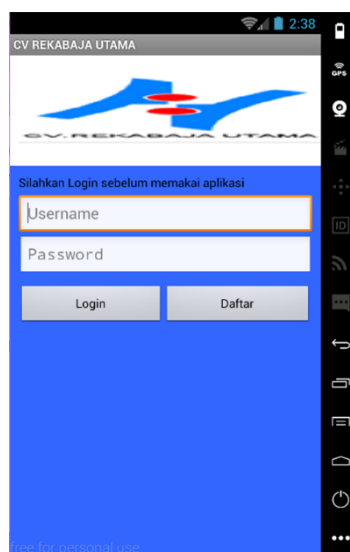 2:38
CV REKABAJA UTAMA
GPS
CV.REKABAJA UTAMA
Silahkan Login sebelum memakai aplikasi
Username
Password
ID
Login Daftar
free for personal use